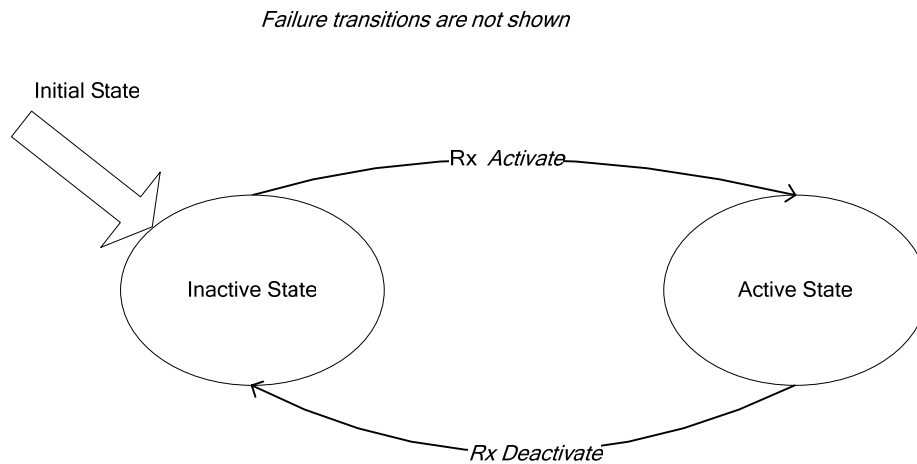 Failure transitions are not shown
Initial State
Rx Activate
Inactive State
Active State
Rx Deactivate